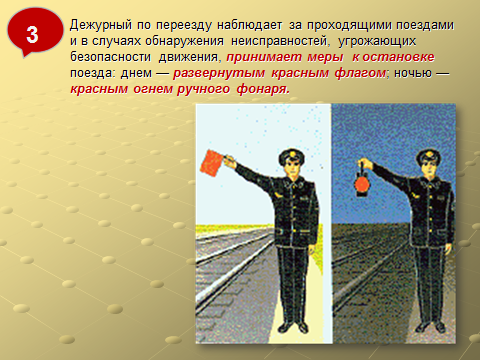 3
Дежурный по переезду наблюдает за проходящими поездами
и в случаях обнаружения неисправностей, угрожающих
безопасности движения, принимает меры к остановке
поезда: днем — развернутым красным флагом; ночью —
красным огнем ручного фонаря.